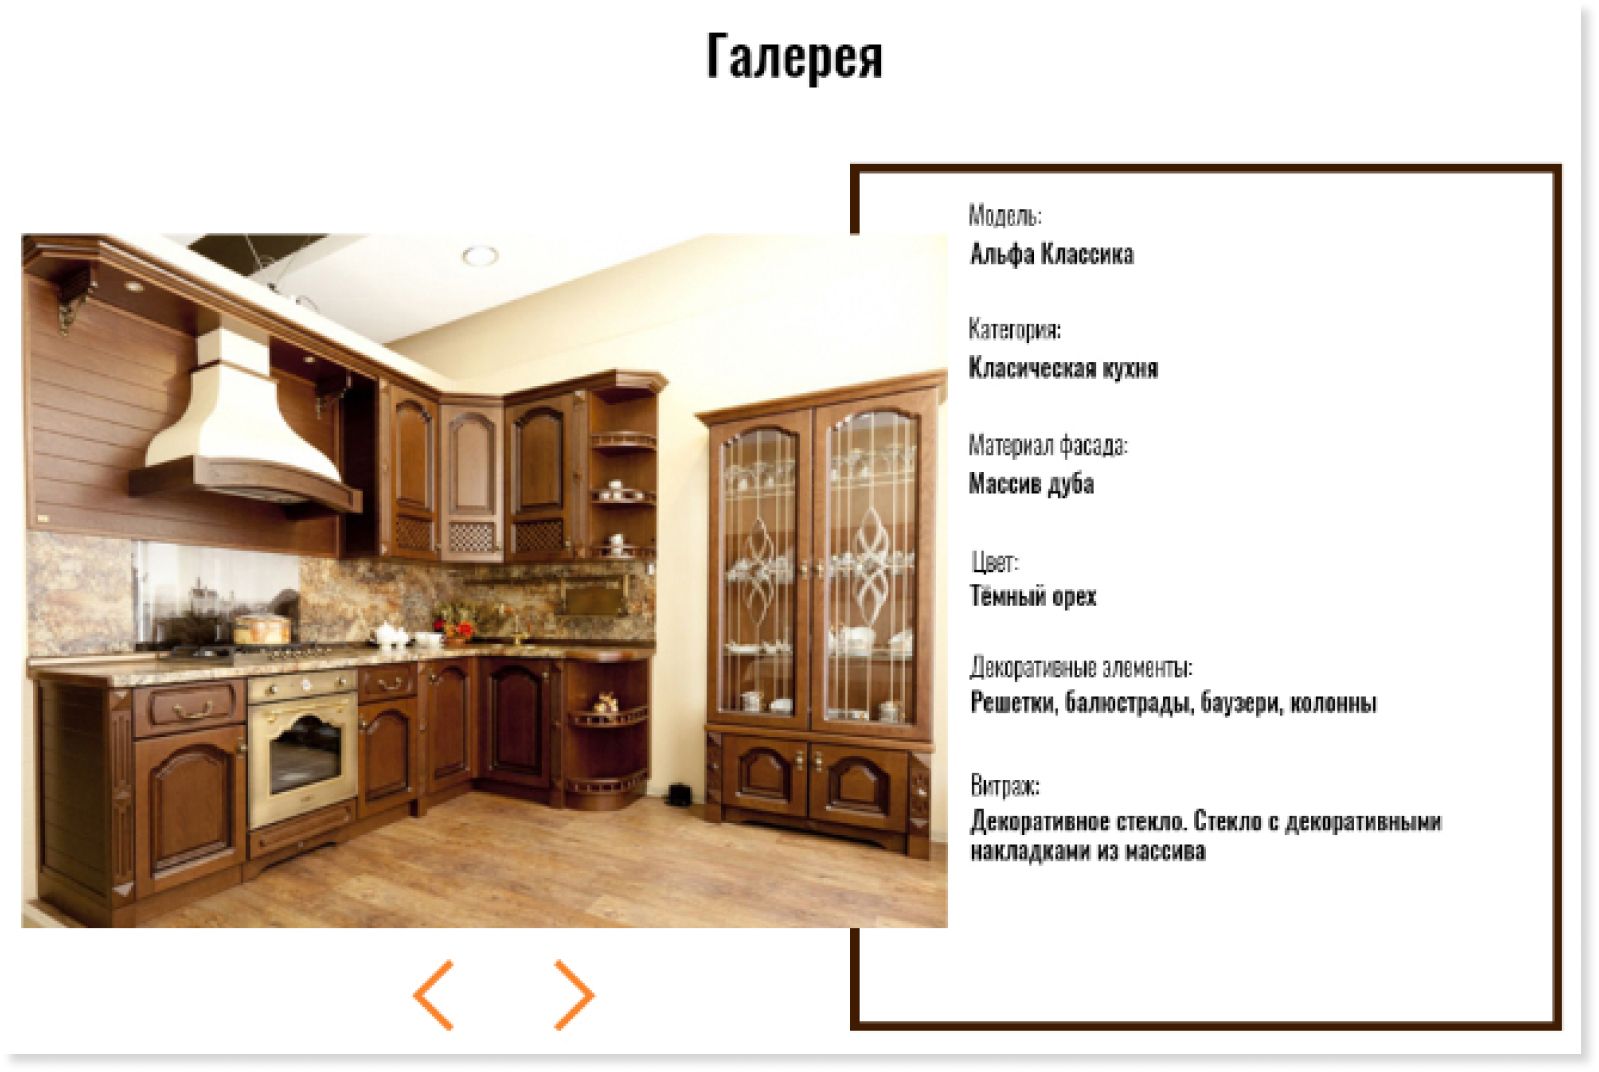 Галерея
Модель:
Альфа Классика
Категория:
Класическая кухня
Материал фасада:
Массив дуба
Цвет:
Тёмный орех
Декоративные элементы:
Решетки, балюстрады, баузери, колонны
Витраж:
Декоративное стекло. Стекло с декоративными
накладками из массива